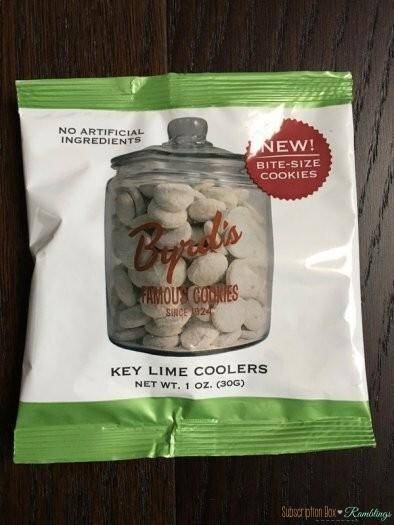 NO ARTIFICIAL
INGREDIENTS
NEW!
BITE-SIZE
COOKIES
Byrd's
FAMOUS COOKIES
SINCE 1924
KEY LIME COOLERS
NET WT. 1 OZ. (30G)
Subscription Box ♥ Ramblings